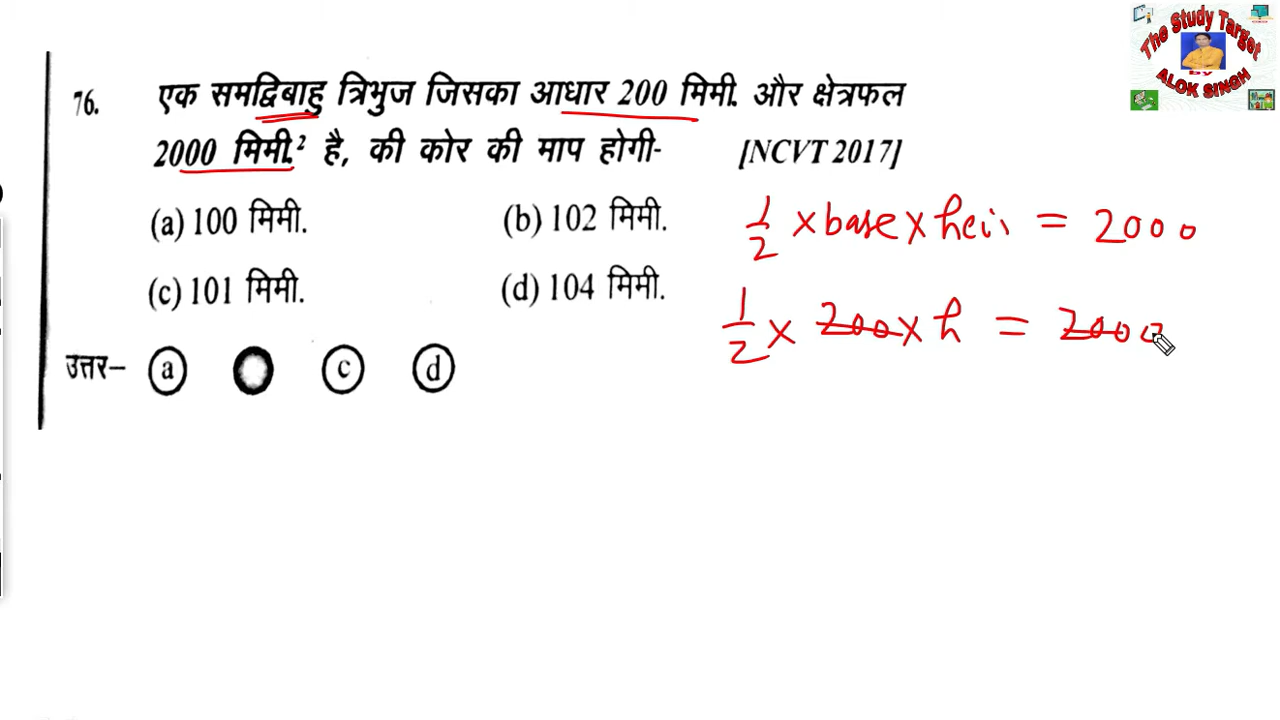 The Study Target
by
ALOK SINGH
76. एक समद्विबाहु त्रिभुज जिसका आधार 200 मिमी. और क्षेत्रफल
2000 मिमी.² है, की कोर की माप होगी- [NCVT 2017]
(a) 100 मिमी. (b) 102 मिमी.
(c) 101 मिमी. (d) 104 मिमी.
उत्तर– a c d
1/2 × base × hei = 2000
1/2 × 200 × h = 2000